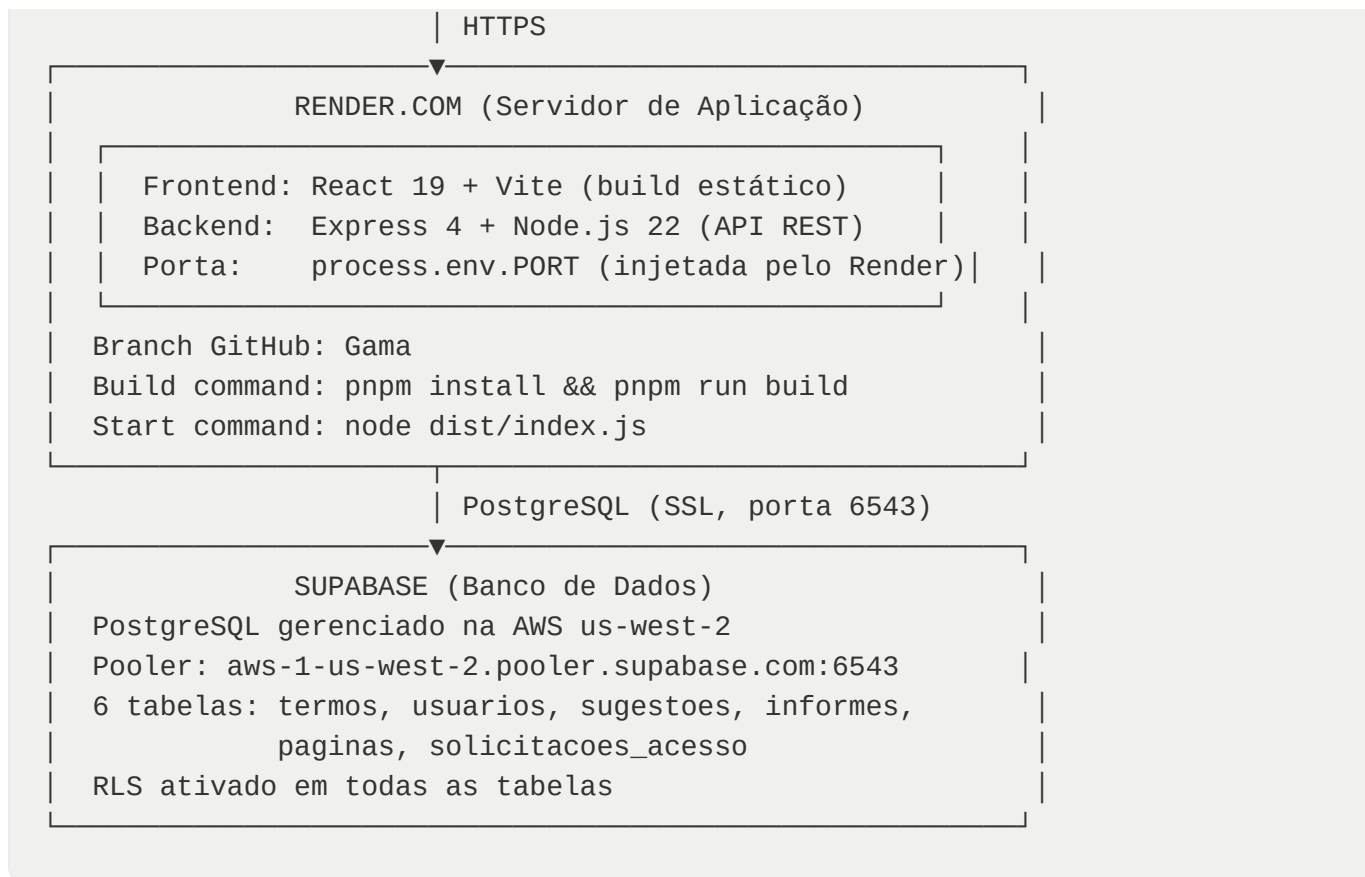 HTTPS
RENDER.COM (Servidor de Aplicação)
Frontend: React 19 + Vite (build estático)
Backend:  Express 4 + Node.js 22 (API REST)
Porta:    process.env.PORT (injetada pelo Render)
Branch GitHub: Gama
Build command: pnpm install && pnpm run build
Start command: node dist/index.js
PostgreSQL (SSL, porta 6543)
SUPABASE (Banco de Dados)
PostgreSQL gerenciado na AWS us-west-2
Pooler: aws-1-us-west-2.pooler.supabase.com:6543
6 tabelas: termos, usuarios, sugestoes, informes,
paginas, solicitacoes_acesso
RLS ativado em todas as tabelas